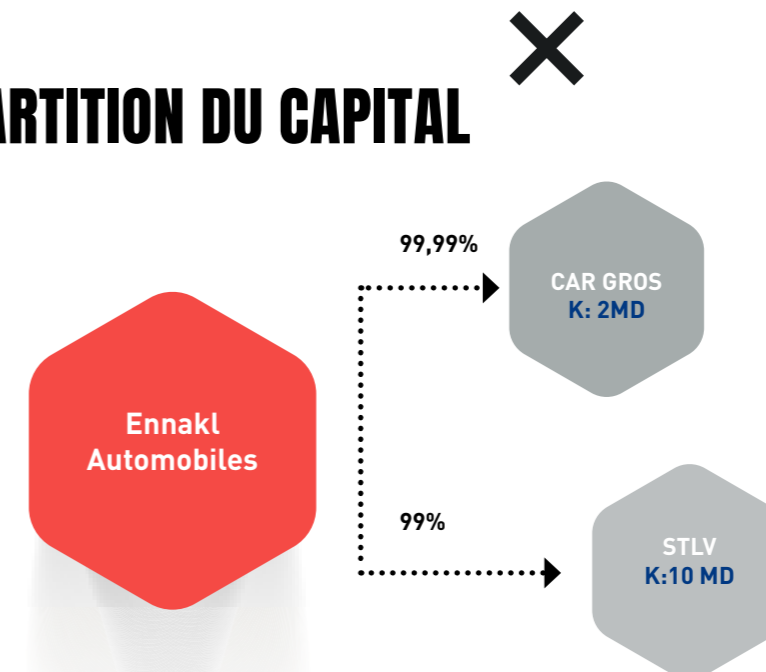 ARTITION DU CAPITAL
99,99%
CAR GROS
K: 2MD
Ennakl
Automobiles
99%
STLV
K:10 MD